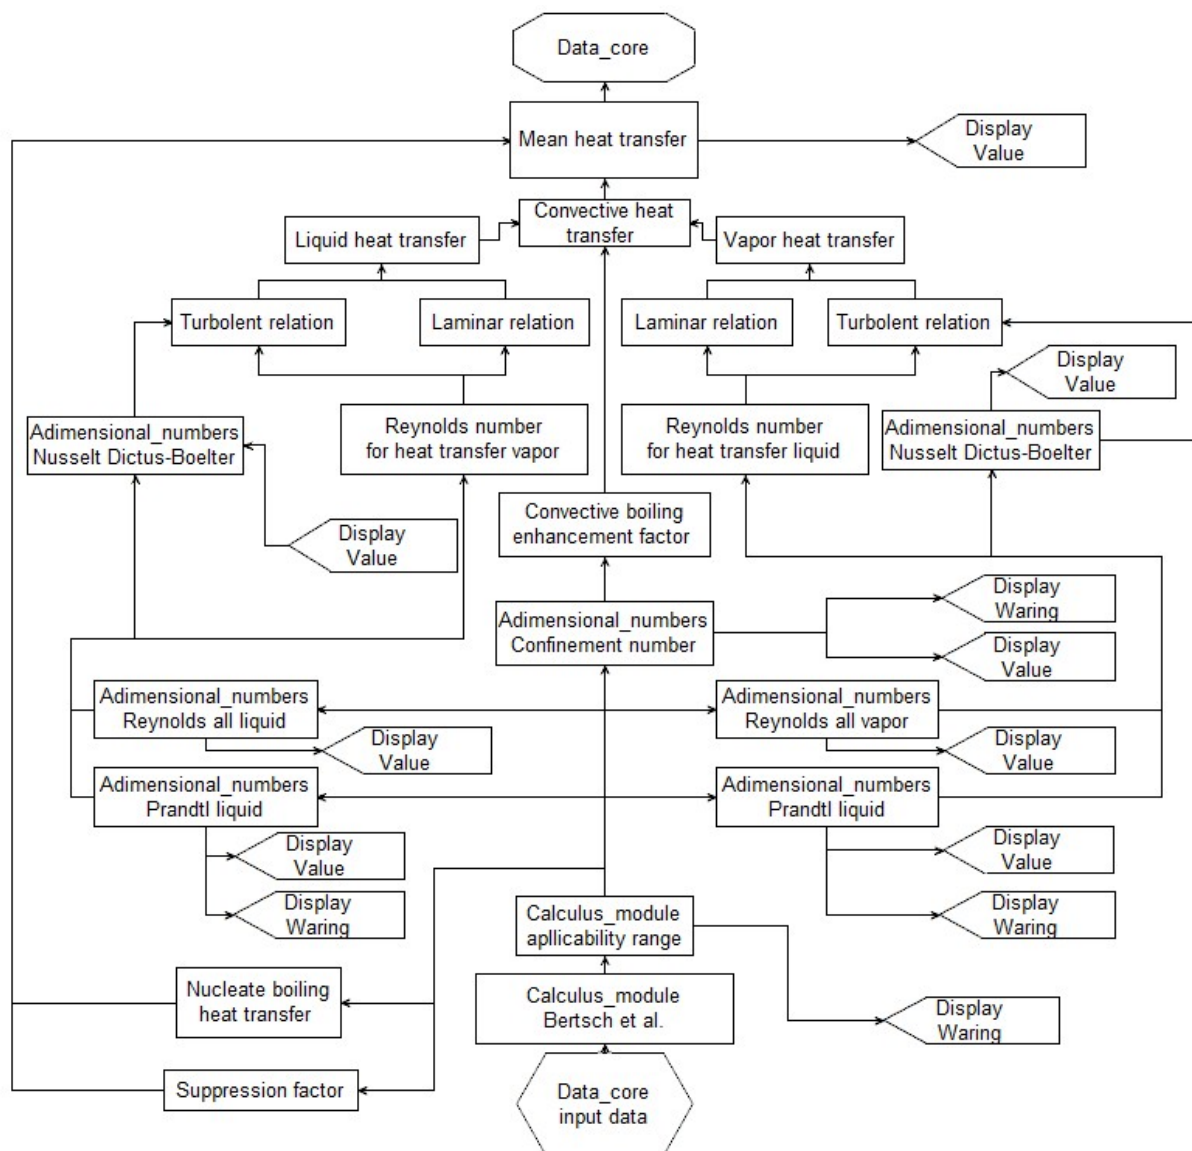 Data_core
Mean heat transfer
Display
Value
Convective heat
transfer
Liquid heat transfer
Vapor heat transfer
Turbolent relation
Laminar relation
Laminar relation
Turbolent relation
Display
Value
Adimensional_numbers
Nusselt Dictus-Boelter
Reynolds number
for heat transfer vapor
Reynolds number
for heat transfer liquid
Adimensional_numbers
Nusselt Dictus-Boelter
Convective boiling
enhancement factor
Display
Value
Adimensional_numbers
Confinement number
Display
Waring
Display
Value
Adimensional_numbers
Reynolds all liquid
Adimensional_numbers
Reynolds all vapor
Display
Value
Display
Value
Adimensional_numbers
Prandtl liquid
Adimensional_numbers
Prandtl liquid
Display
Value
Display
Value
Display
Waring
Display
Waring
Calculus_module
apllicability range
Nucleate boiling
heat transfer
Calculus_module
Bertsch et al.
Display
Waring
Suppression factor
Data_core
input data